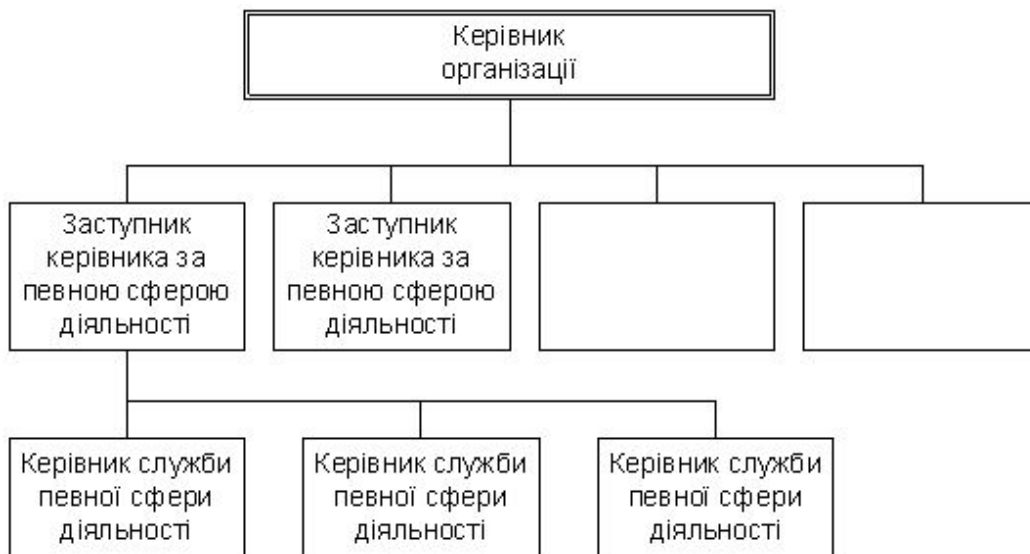 Керівник
організації
Заступник
керівника за
певною сферою
діяльності
Заступник
керівника за
певною сферою
діяльності
Керівник служби
певної сфери
діяльності
Керівник служби
певної сфери
діяльності
Керівник служби
певної сфери
діяльності